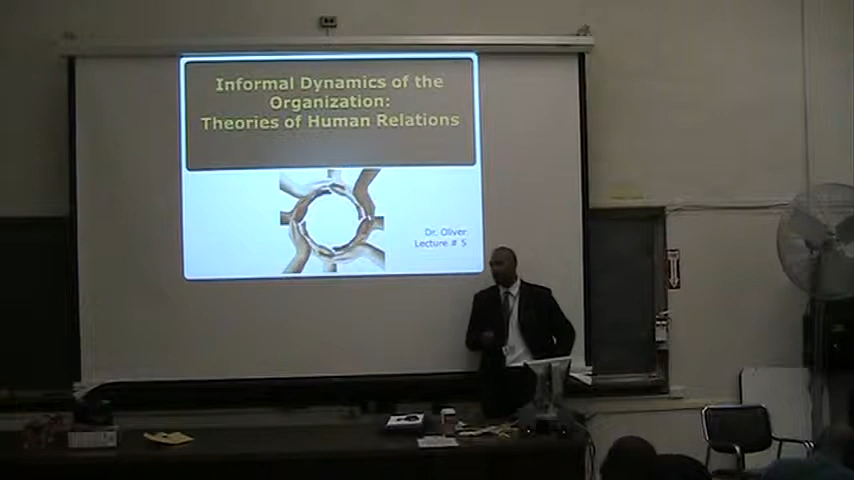 Informal Dynamics of the
Organization:
Theories of Human Relations
Dr. Oliver
Lecture # 5